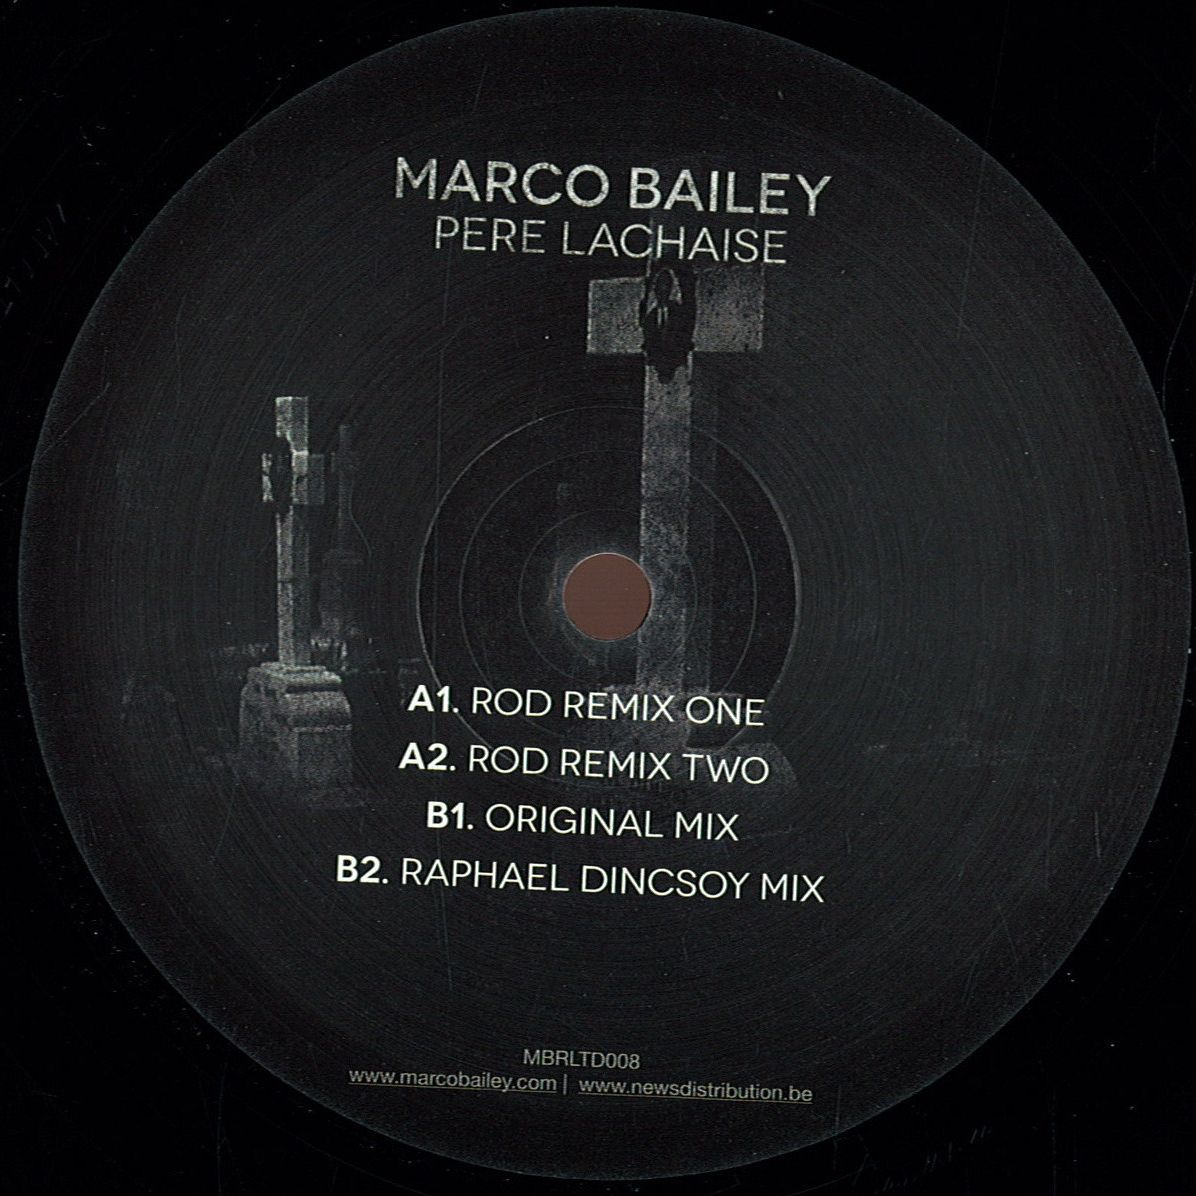 MARCO BAILEY
PERE LACHAISE
A1. ROD REMIX ONE
A2. ROD REMIX TWO
B1. ORIGINAL MIX
B2. RAPHAEL DINCSOY MIX
MBRLTD008
www.marcobailey.com | www.newsdistribution.be